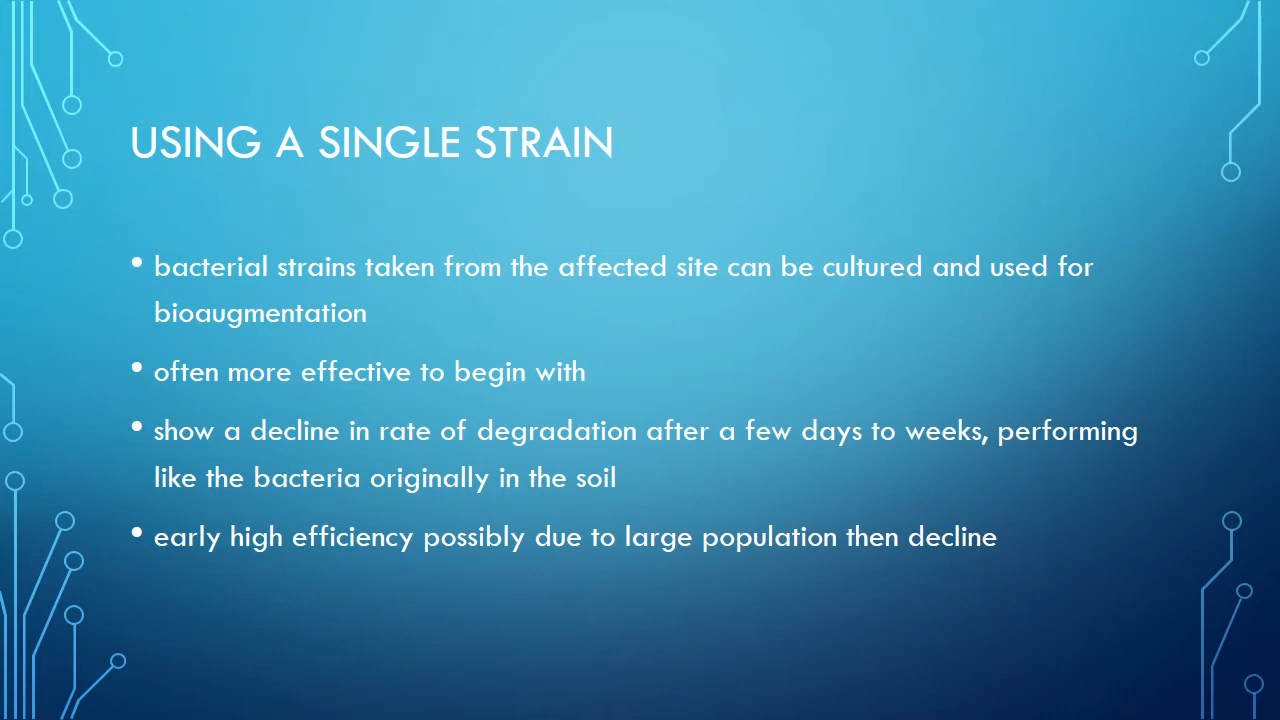 USING A SINGLE STRAIN
• bacterial strains taken from the affected site can be cultured and used for
bioaugmentation
• often more effective to begin with
• show a decline in rate of degradation after a few days to weeks, performing
like the bacteria originally in the soil
• early high efficiency possibly due to large population then decline